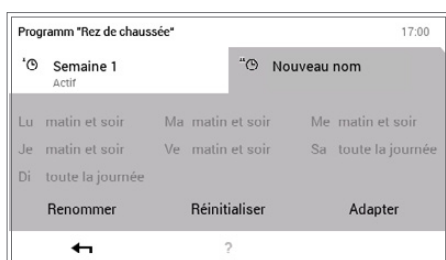 Programm "Rez de chaussée" 17:00
Semaine 1 Nouveau nom
Actif
Lu matin et soir Ma matin et soir Me matin et soir
Je matin et soir Ve matin et soir Sa toute la journée
Di toute la journée
Renommer Réinitialiser Adapter
?